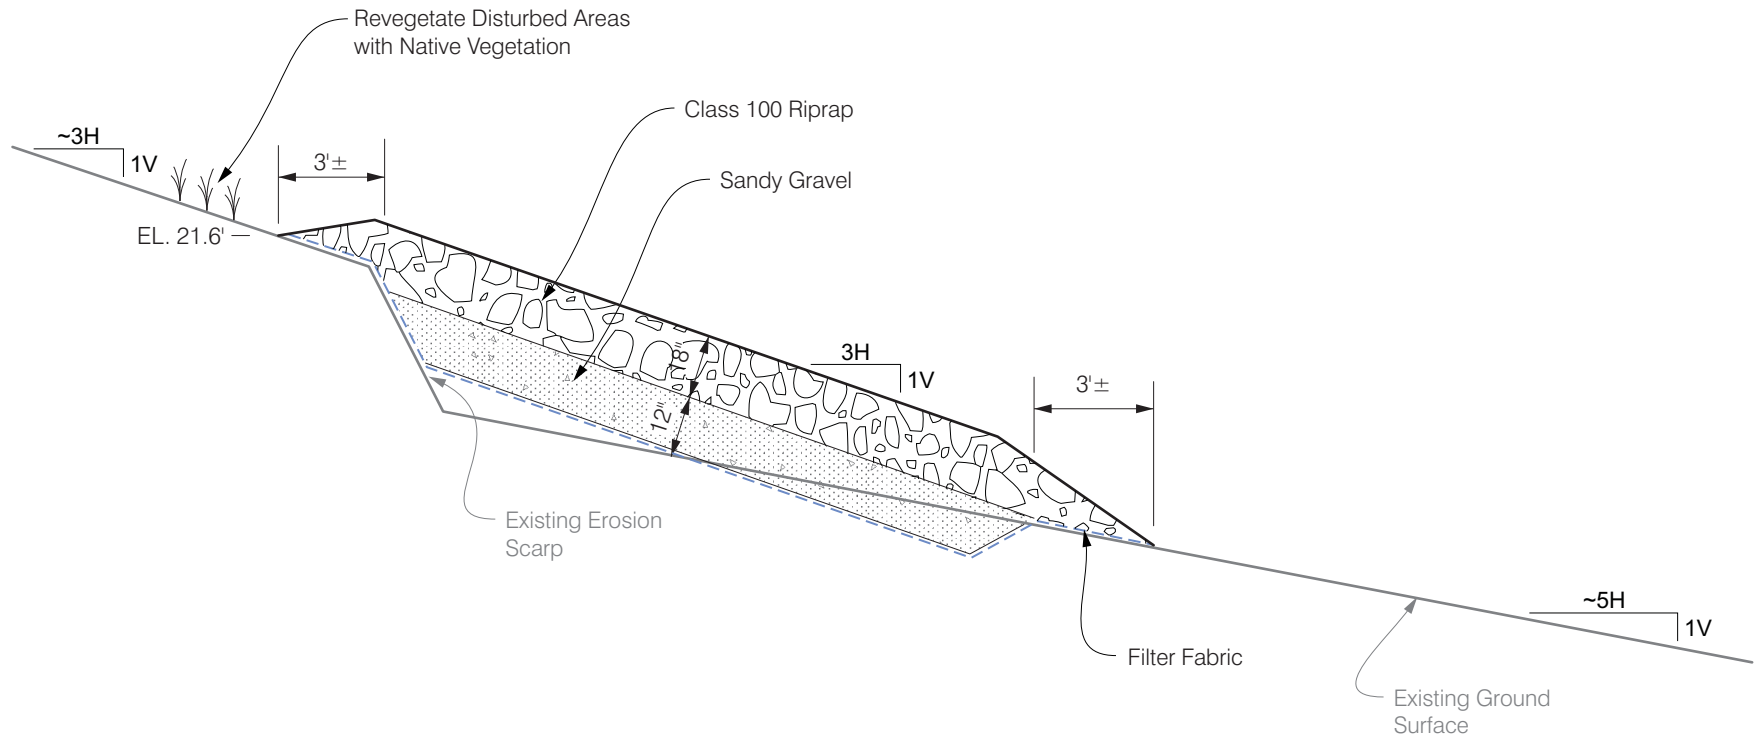 Revegetate Disturbed Areas
with Native Vegetation
Class 100 Riprap
~3H
1V
3'±
Sandy Gravel
EL. 21.6'
18"
3H
1V
3'±
12"
Existing Erosion
Scarp
~5H
1V
Filter Fabric
Existing Ground
Surface